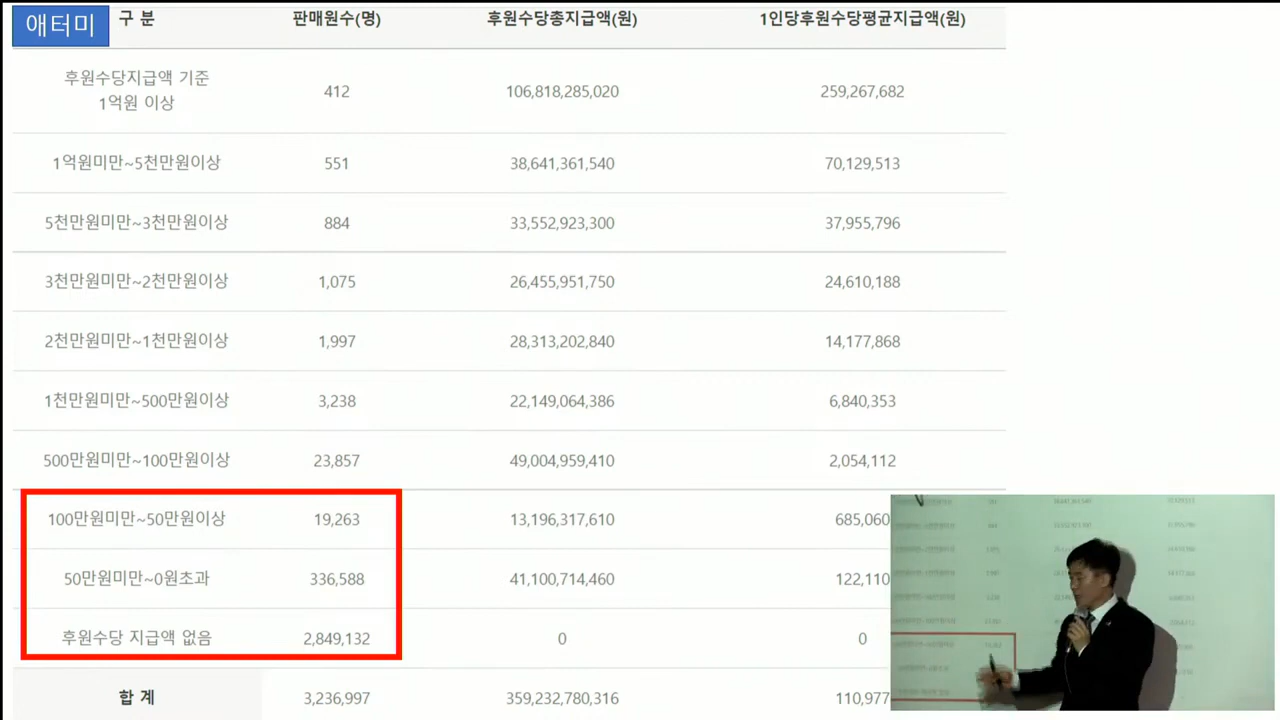 애터미 구 분 판매원수(명) 후원수당총지급액(원) 1인당후원수당평균지급액(원)
후원수당지급액 기준
1억원 이상 412 106,818,285,020 259,267,682
1억원미만~5천만원이상 551 38,641,361,540 70,129,513
5천만원미만~3천만원이상 884 33,552,923,300 37,955,796
3천만원미만~2천만원이상 1,075 26,455,951,750 24,610,188
2천만원미만~1천만원이상 1,997 28,313,202,840 14,177,868
1천만원미만~500만원이상 3,238 22,149,064,386 6,840,353
500만원미만~100만원이상 23,857 49,004,959,410 2,054,112
100만원미만~50만원이상 19,263 13,196,317,610 685,060
50만원미만~0원초과 336,588 41,100,714,460 122,110
후원수당 지급액 없음 2,849,132 0 0
합 계 3,236,997 359,232,780,316 110,977